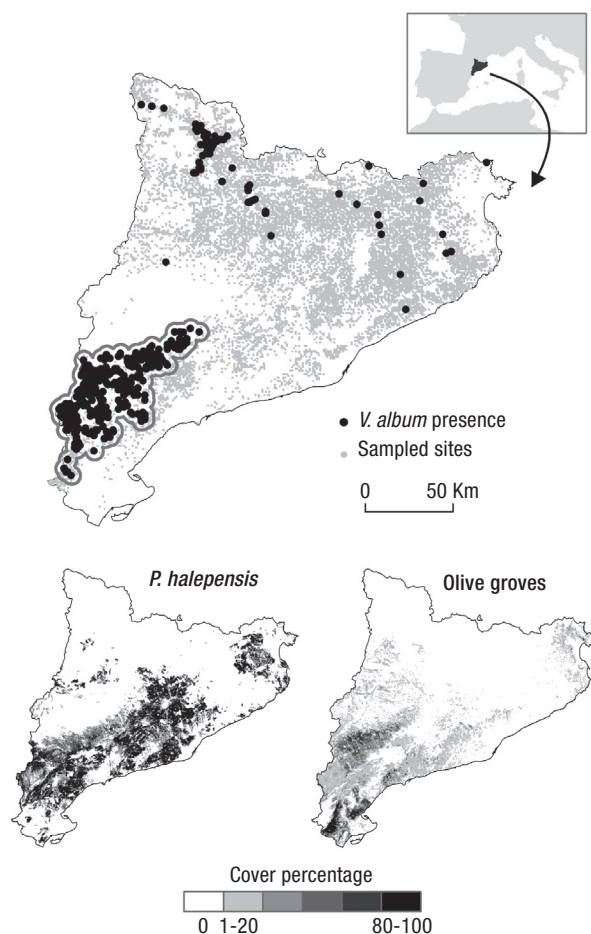 V. album presence
Sampled sites
0 50 Km
P. halepensis
Olive groves
Cover percentage
0 1-20 80-100